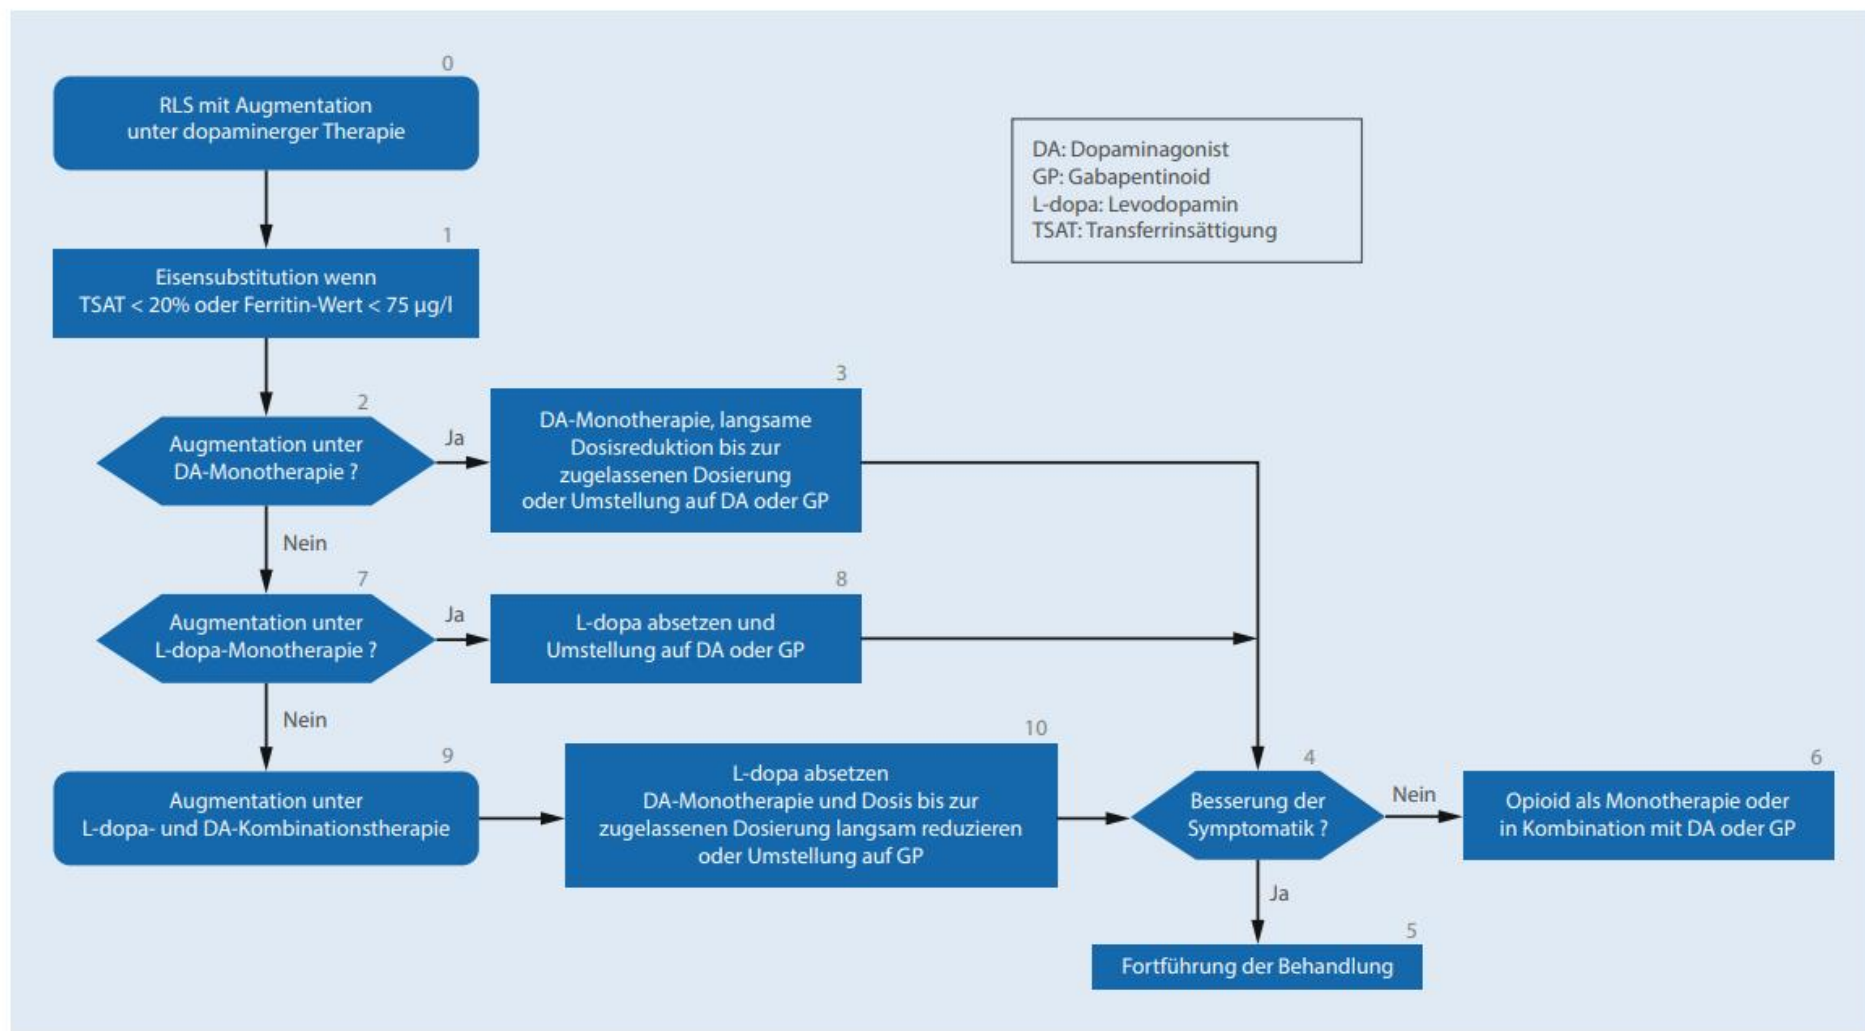 0
RLS mit Augmentation
unter dopaminerger Therapie
DA: Dopaminagonist
GP: Gabapentinoid
L-dopa: Levodopamin
TSAT: Transferrinsättigung
1
Eisensubstitution wenn
TSAT < 20% oder Ferritin-Wert < 75 µg/l
2
Augmentation unter
DA-Monotherapie ?
Ja
3
DA-Monotherapie, langsame
Dosisreduktion bis zur
zugelassenen Dosierung
oder Umstellung auf DA oder GP
Nein
7
Augmentation unter
L-dopa-Monotherapie ?
Ja
8
L-dopa absetzen und
Umstellung auf DA oder GP
Nein
9
Augmentation unter
L-dopa- und DA-Kombinationstherapie
10
L-dopa absetzen
DA-Monotherapie und Dosis bis zur
zugelassenen Dosierung langsam reduzieren
oder Umstellung auf GP
4
Besserung der
Symptomatik ?
Nein
6
Opioid als Monotherapie oder
in Kombination mit DA oder GP
Ja
5
Fortführung der Behandlung